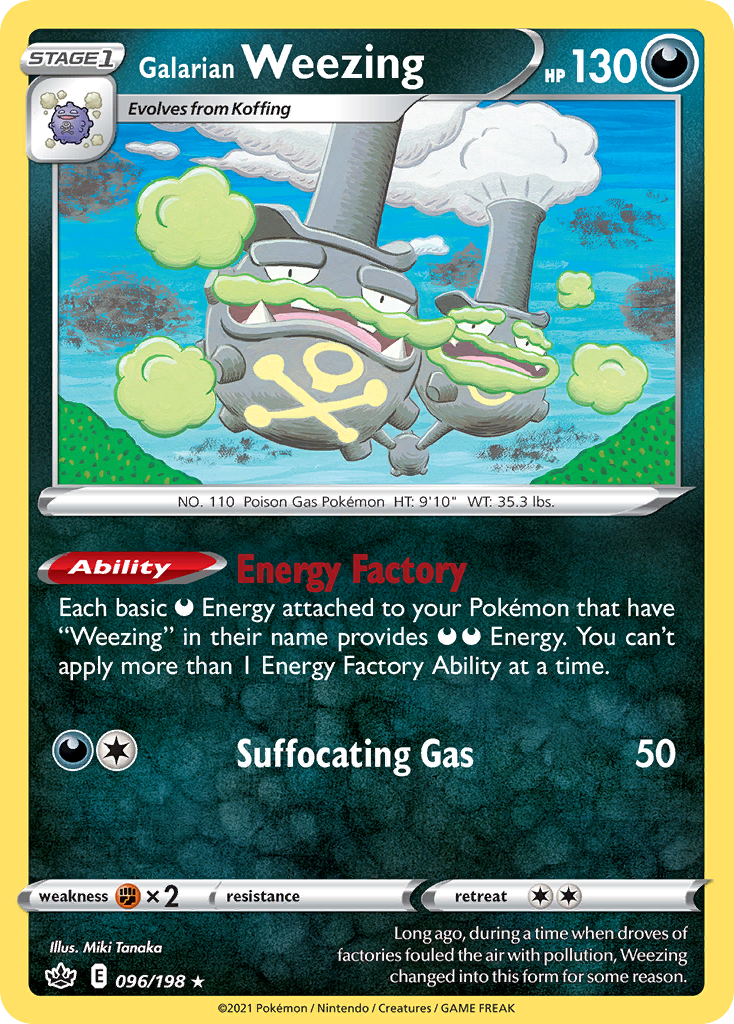 STAGE1
Galarian Weezing
HP 130
Evolves from Koffing
NO. 110 Poison Gas Pokémon HT: 9'10" WT: 35.3 lbs.
Ability Energy Factory
Each basic Energy attached to your Pokémon that have
“Weezing” in their name provides Energy. You can’t
apply more than 1 Energy Factory Ability at a time.
Suffocating Gas 50
weakness ×2 resistance retreat
Illus. Miki Tanaka
Long ago, during a time when droves of
factories fouled the air with pollution, Weezing
changed into this form for some reason.
E 096/198 ★
©2021 Pokémon / Nintendo / Creatures / GAME FREAK